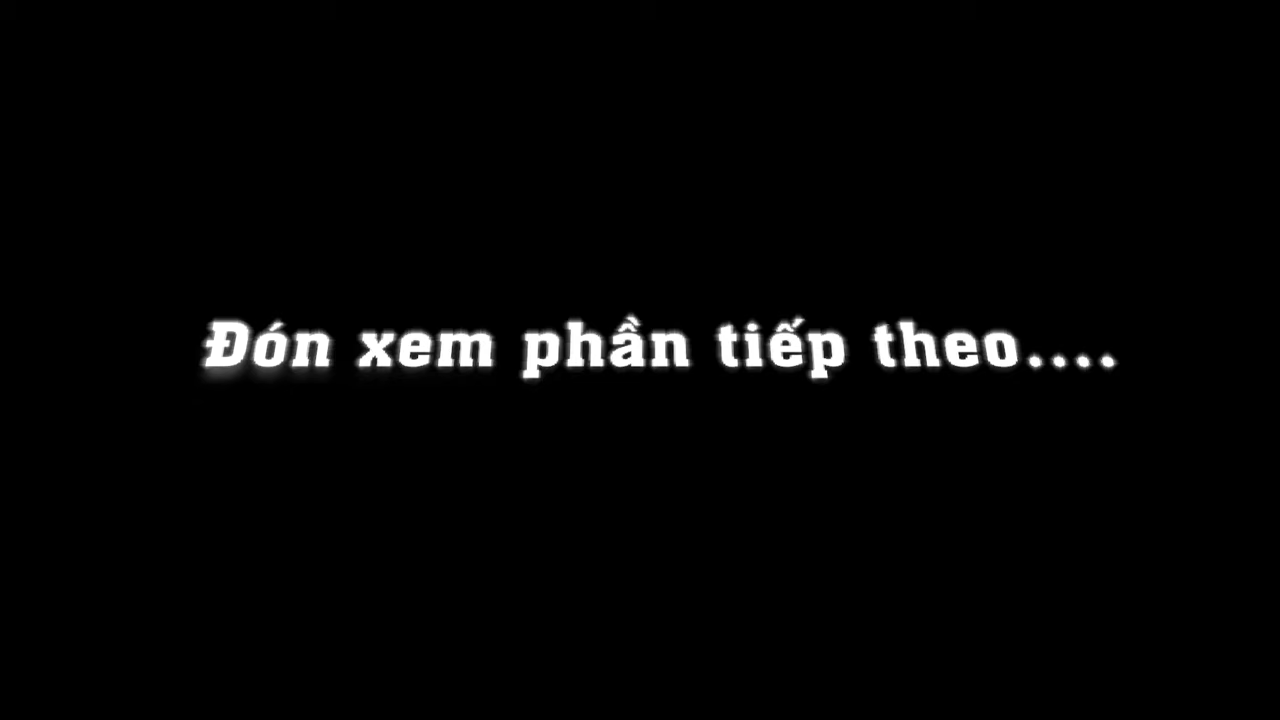 Đón xem phần tiếp theo....